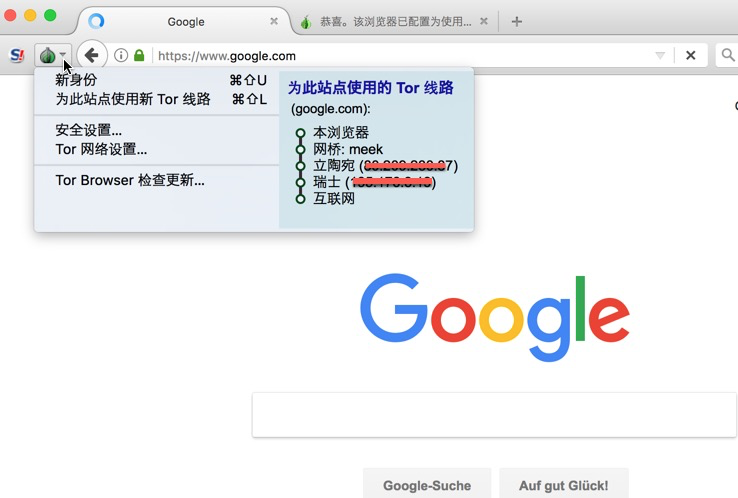 Google
恭喜。该浏览器已配置为使用...
https://www.google.com
新身份 ⌘⇧U
为此站点使用新 Tor 线路 ⌘⇧L
安全设置...
Tor 网络设置...
Tor Browser 检查更新...
为此站点使用的 Tor 线路
(google.com):
本浏览器
网桥: meek
立陶宛
瑞士
互联网
Google
Google-Suche
Auf gut Glück!